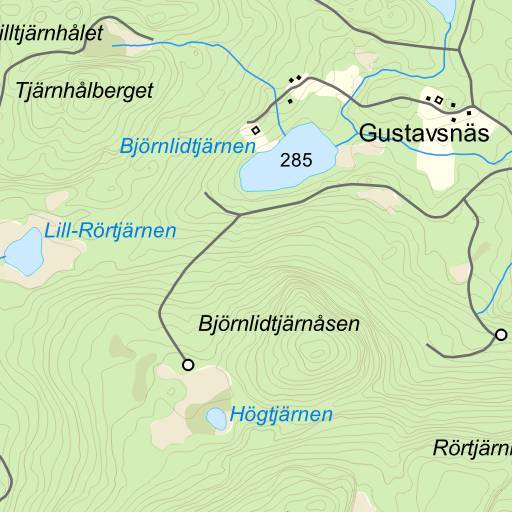 illtjärnhålet
Tjärnhålberget
Gustavsnäs
Björnlidtjärnen
285
Lill-Rörtjärnen
Björnlidtjärnåsen
Högtjärnen
Rörtjärn